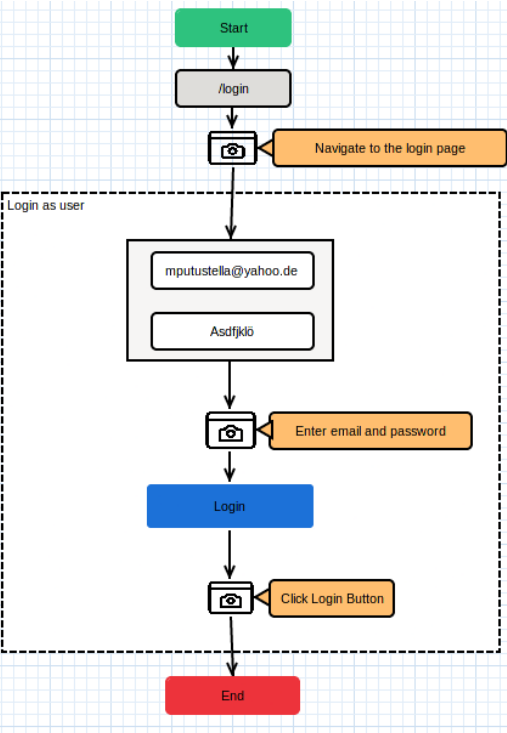 Start
/login
Navigate to the login page
Login as user
mputustella@yahoo.de
Asdfjklö
Enter email and password
Login
Click Login Button
End